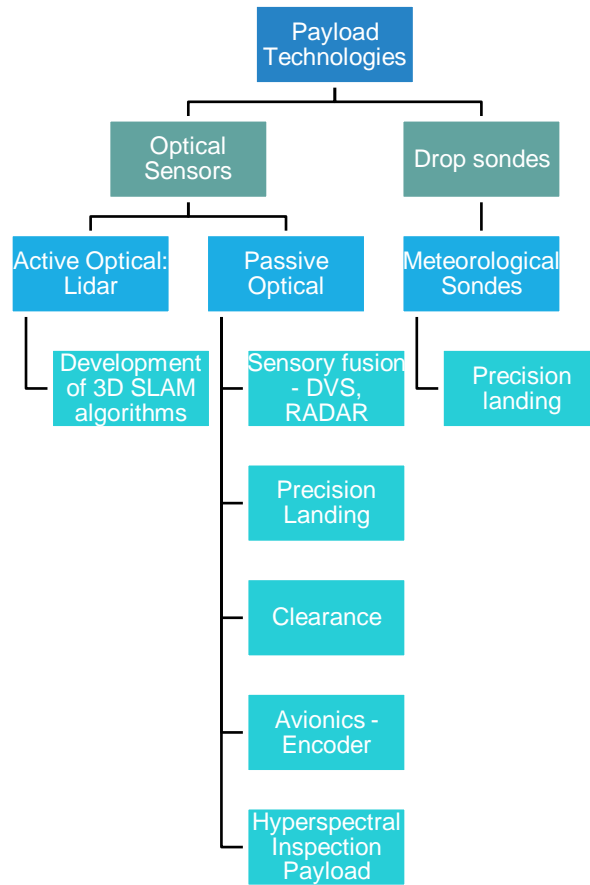 Payload
Technologies
Optical
Sensors
Drop sondes
Active Optical:
Lidar
Passive
Optical
Meteorological
Sondes
Development
of 3D SLAM
algorithms
Sensory fusion
- DVS,
RADAR
Precision
landing
Precision
Landing
Clearance
Avionics -
Encoder
Hyperspectral
Inspection
Payload